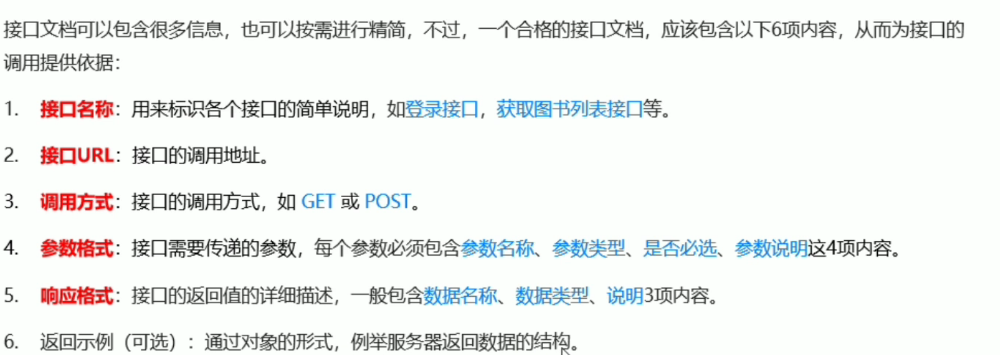 接口文档可以包含很多信息，也可以按需进行精简，不过，一个合格的接口文档，应该包含以下6项内容，从而为接口的
调用提供依据：
1. 接口名称：用来标识各个接口的简单说明，如登录接口，获取图书列表接口等。
2. 接口URL：接口的调用地址。
3. 调用方式：接口的调用方式，如 GET 或 POST。
4. 参数格式：接口需要传递的参数，每个参数必须包含参数名称、参数类型、是否必选、参数说明这4项内容。
5. 响应格式：接口的返回值的详细描述，一般包含数据名称、数据类型、说明3项内容。
6. 返回示例（可选）：通过对象的形式，例举服务器返回数据的结构。